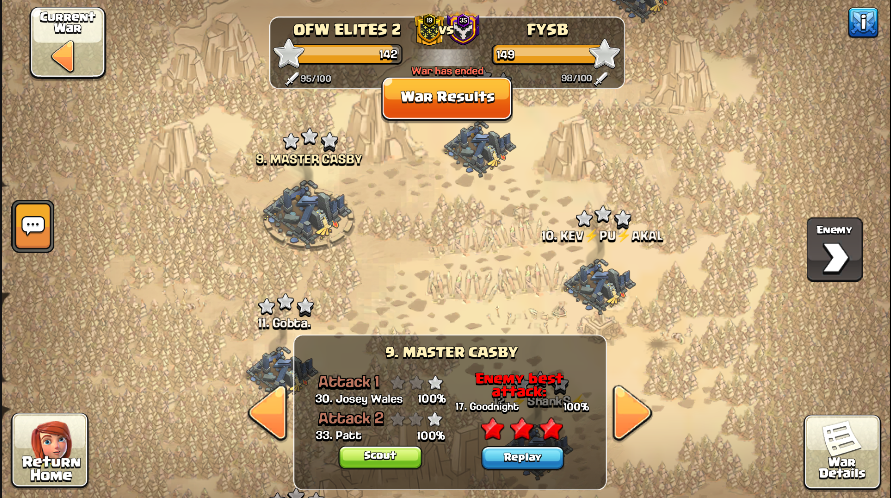 Current
War
OFW ELITES 2
19
VS
35
FYSB
142
149
95/100
War has ended
98/100
War Results
9. MASTER CASBY
10. KEV⚡PU⚡AKAL
Enemy
11. Gobta.
9. MASTER CASBY
Attack 1
30. Josey Wales 100%
Attack 2
33. Patt 100%
Scout
Enemy best
attack:
17. Goodnight 100%
Replay
Return
Home
War
Details